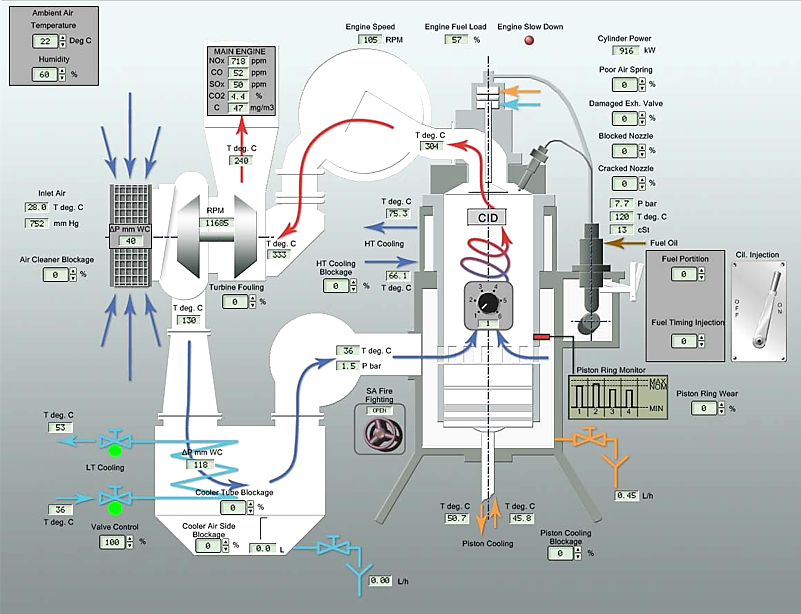 Ambient Air
Temperature
22 Deg C
Humidity
60 %
MAIN ENGINE
NOx 718 ppm
CO 52 ppm
SOx 50 ppm
CO2 4.4 %
C 47 mg/m3
T deg. C
240
Engine Speed
105 RPM
Engine Fuel Load
57 %
Engine Slow Down
Cylinder Power
916 kW
Poor Air Spring
0 %
Damaged Exh. Valve
0 %
Blocked Nozzle
0 %
Cracked Nozzle
0 %
7.7 P bar
120 T deg. C
13 cSt
Fuel Oil
T deg. C
304
CID
Inlet Air
28.0 T deg. C
752 mm Hg
ΔP mm WC
40
Air Cleaner Blockage
0 %
RPM
11685
T deg. C
333
Turbine Fouling
0 %
T deg. C
130
T deg. C
75.3
HT Cooling
HT Cooling
Blockage
0 %
66.1
T deg. C
1 2 3 4 5 6
1
Fuel Portition
0
Fuel Timing Injection
0
Cil. Injection
OFF
ON
36 T deg. C
1.5 P bar
SA Fire
Fighting
OPEN
Piston Ring Monitor
MAX
NOM
MIN
1 2 3 4
Piston Ring Wear
0 %
T deg. C
53
LT Cooling
36
T deg. C
Valve Control
100 %
ΔP mm WC
118
Cooler Tube Blockage
0 %
Cooler Air Side
Blockage
0 %
0.0 L
0.00 L/h
T deg. C
50.7
T deg. C
45.8
Piston Cooling
Piston Cooling
Blockage
0 %
0.45 L/h